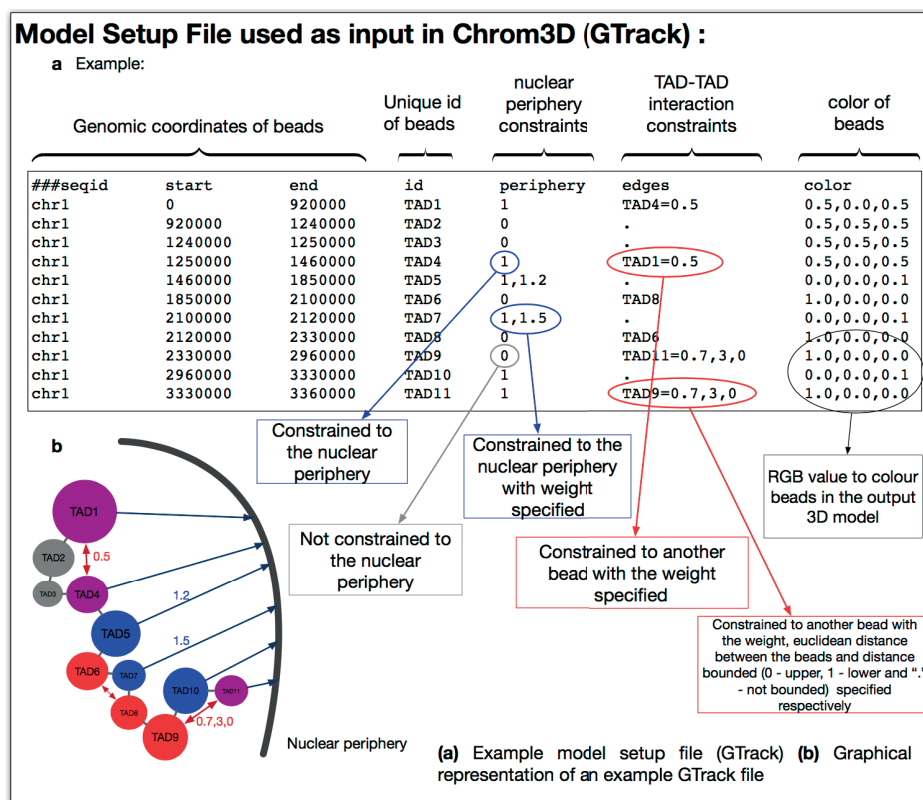 Model Setup File used as input in Chrom3D (GTrack) :
a Example:
Genomic coordinates of beads
Unique id
of beads
nuclear
periphery
constraints
TAD-TAD
interaction
constraints
color of
beads
###seqid start end id periphery edges color
chr1 0 920000 TAD1 1 TAD4=0.5 0.5,0.0,0.5
chr1 920000 1240000 TAD2 0 . 0.5,0.5,0.5
chr1 1240000 1250000 TAD3 0 . 0.5,0.5,0.5
chr1 1250000 1460000 TAD4 1 TAD1=0.5 0.5,0.0,0.5
chr1 1460000 1850000 TAD5 1,1.2 . 0.0,0.0,0.1
chr1 1850000 2100000 TAD6 0 TAD8 1.0,0.0,0.0
chr1 2100000 2120000 TAD7 1,1.5 . 0.0,0.0,0.1
chr1 2120000 2330000 TAD8 0 TAD6 1.0,0.0,0.0
chr1 2330000 2960000 TAD9 0 TAD11=0.7,3,0 1.0,0.0,0.0
chr1 2960000 3330000 TAD10 1 . 0.0,0.0,0.1
chr1 3330000 3360000 TAD11 1 TAD9=0.7,3,0 1.0,0.0,0.0
Constrained to
the nuclear
periphery
Constrained to the
nuclear periphery
with weight
specified
Not constrained to
the nuclear
periphery
Constrained to another
bead with the weight
specified
RGB value to colour
beads in the output
3D model
Constrained to another bead with
the weight, euclidean distance
between the beads and distance
bounded (0 - upper, 1 - lower and “.”
- not bounded) specified
respectively
b
TAD1
TAD2
0.5
TAD3
TAD4
1.2
TAD5
1.5
TAD6
TAD7
TAD10
TAD11
TAD8
0.7,3,0
TAD9
Nuclear periphery
(a) Example model setup file (GTrack) (b) Graphical
representation of an example GTrack file